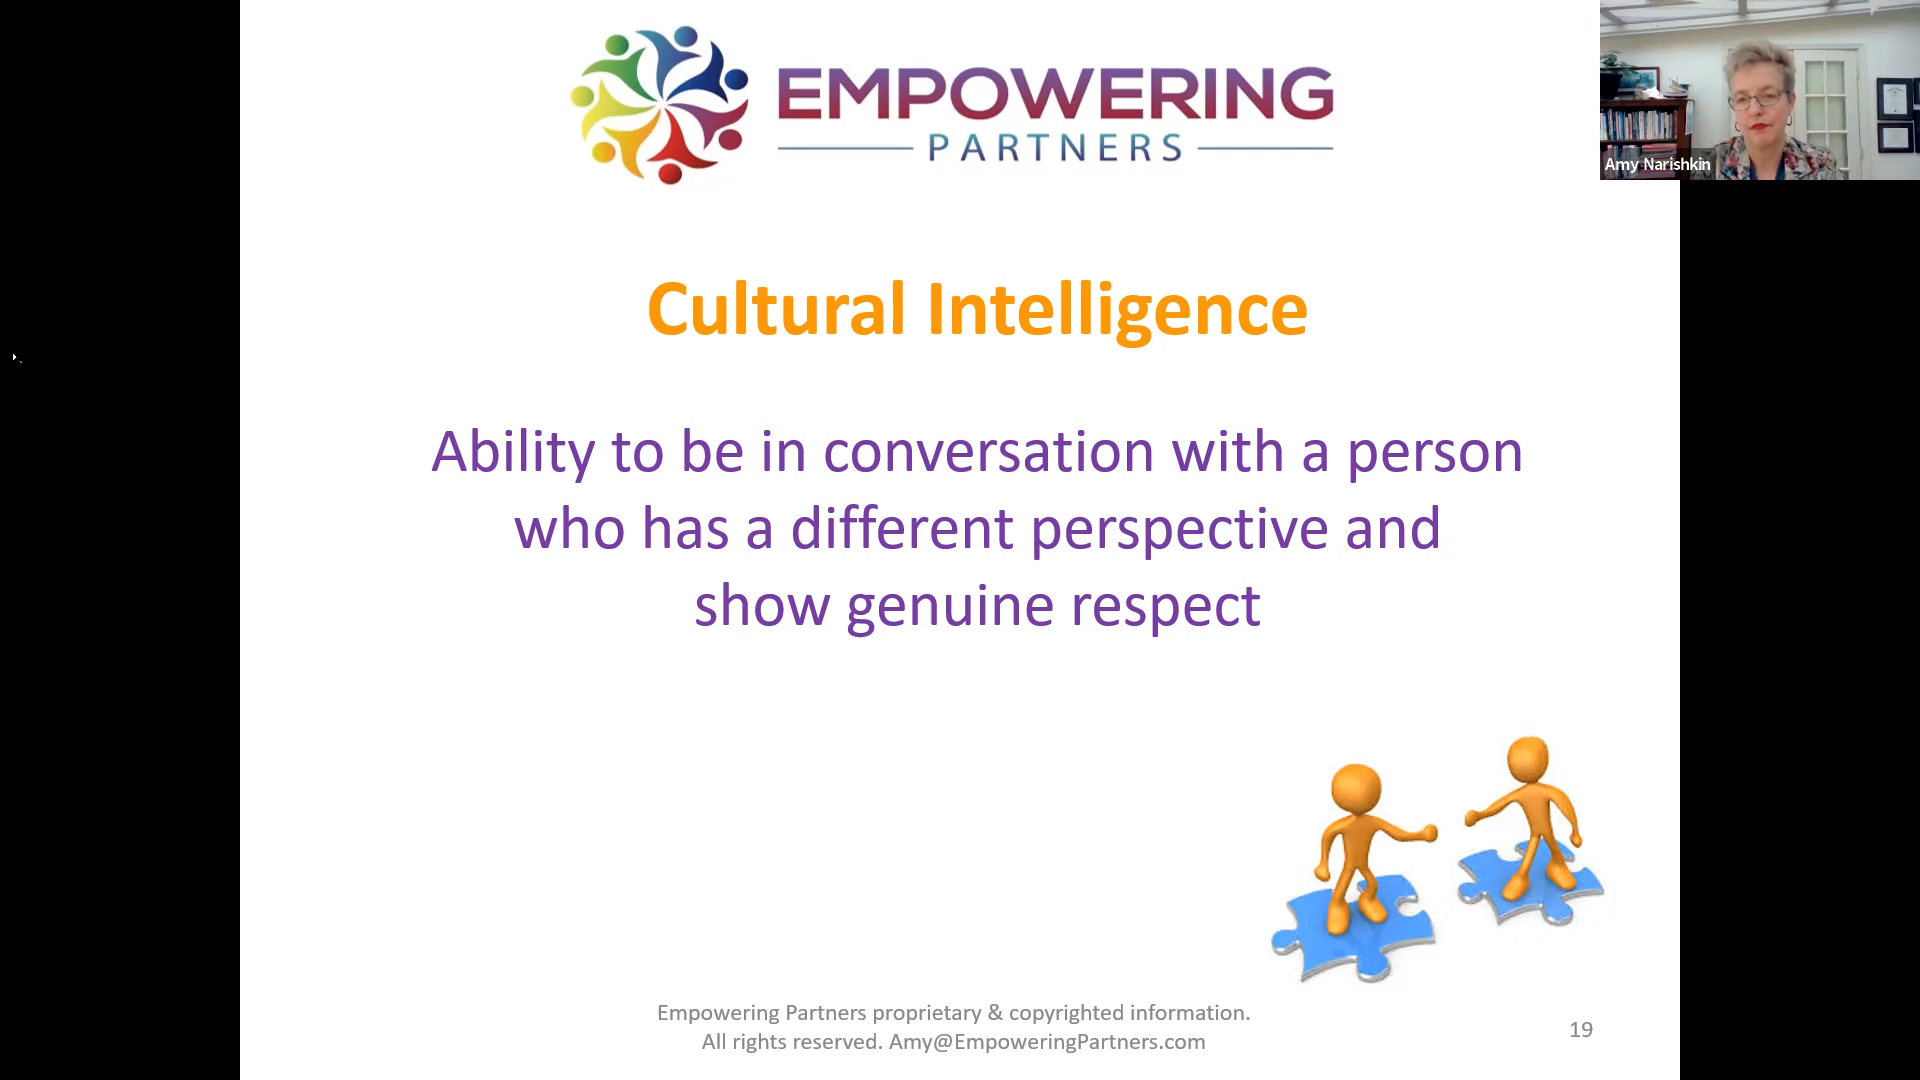 EMPOWERING
PARTNERS
Amy Narishkin
Cultural Intelligence
Ability to be in conversation with a person
who has a different perspective and
show genuine respect
Empowering Partners proprietary & copyrighted information.
All rights reserved. Amy@EmpoweringPartners.com
19